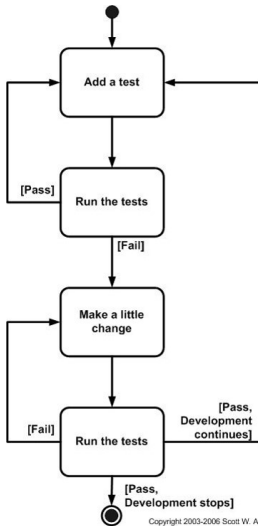 Add a test
[Pass]
Run the tests
[Fail]
Make a little
change
[Fail]
Run the tests
[Pass,
Development
continues]
[Pass,
Development stops]
Copyright 2003-2006 Scott W. A